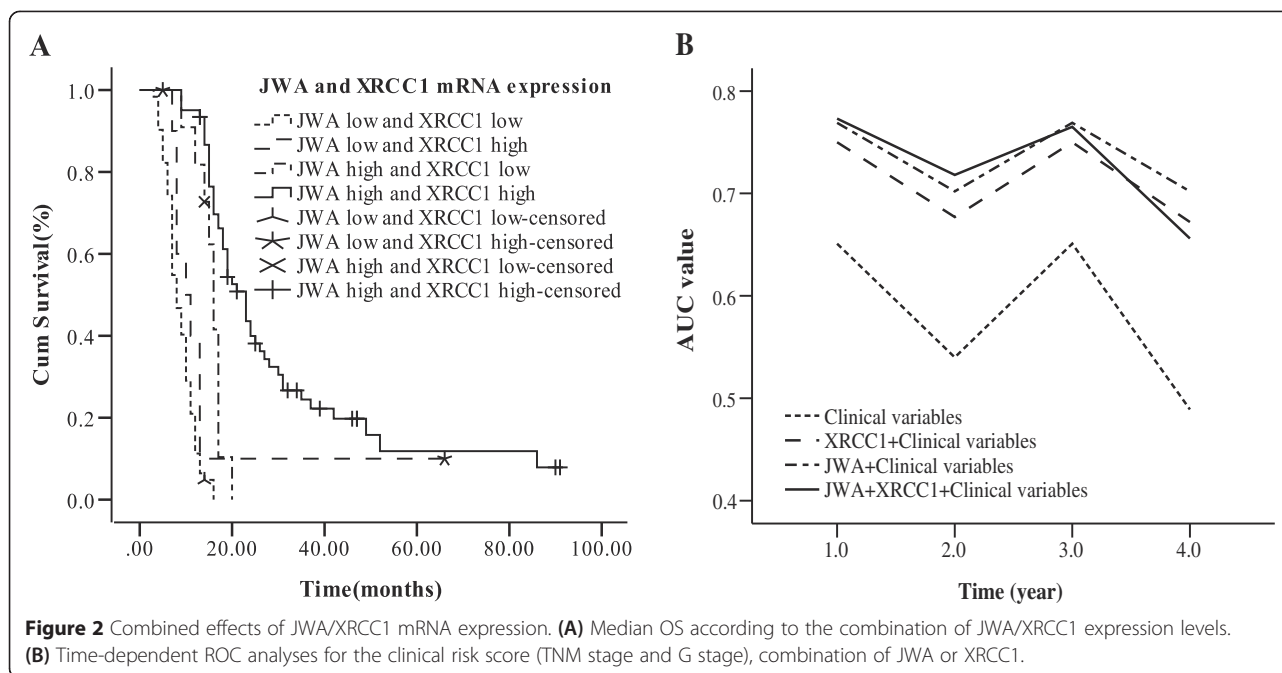 A
JWA and XRCC1 mRNA expression
JWA low and XRCC1 low
JWA low and XRCC1 high
JWA high and XRCC1 low
JWA high and XRCC1 high
JWA low and XRCC1 low-censored
JWA low and XRCC1 high-censored
JWA high and XRCC1 low-censored
JWA high and XRCC1 high-censored
Cum Survival(%)
1.0
0.8
0.6
0.4
0.2
0.0
.00 20.00 40.00 60.00 80.00 100.00
Time(months)
B
AUC value
0.8
0.7
0.6
0.5
0.4
Clinical variables
XRCC1+Clinical variables
JWA+Clinical variables
JWA+XRCC1+Clinical variables
1.0 2.0 3.0 4.0
Time (year)
Figure 2 Combined effects of JWA/XRCC1 mRNA expression. (A) Median OS according to the combination of JWA/XRCC1 expression levels.
(B) Time-dependent ROC analyses for the clinical risk score (TNM stage and G stage), combination of JWA or XRCC1.